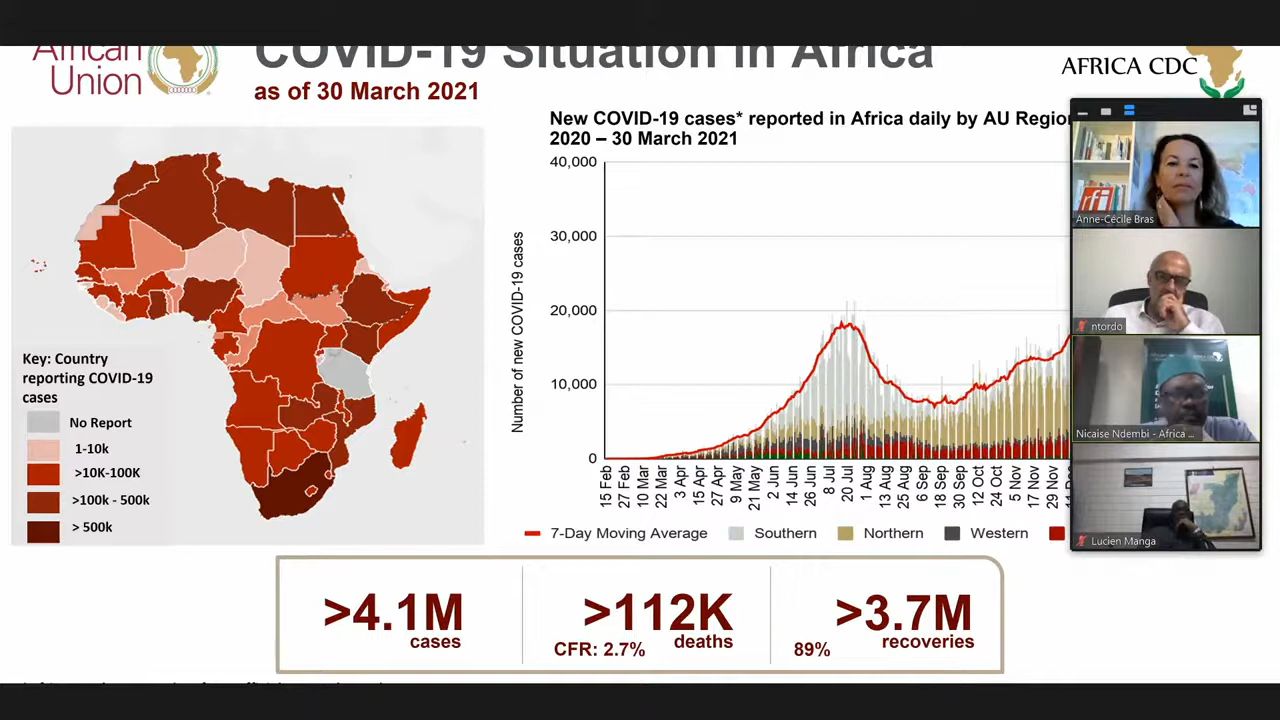 African
Union
COVID-19 Situation in Africa
as of 30 March 2021
AFRICA CDC
New COVID-19 cases* reported in Africa daily by AU Region
2020 – 30 March 2021
40,000
30,000
20,000
10,000
0
Number of new COVID-19 cases
15 Feb
27 Feb
10 Mar
22 Mar
3 Apr
15 Apr
27 Apr
9 May
21 May
2 Jun
14 Jun
26 Jun
8 Jul
20 Jul
1 Aug
13 Aug
25 Aug
6 Sep
18 Sep
30 Sep
12 Oct
24 Oct
5 Nov
17 Nov
29 Nov
7-Day Moving Average
Southern
Northern
Western
Key: Country
reporting COVID-19
cases
No Report
1-10k
>10K-100K
>100k - 500k
> 500k
rfi
Anne-Cécile Bras
ntordo
Nicaise Ndembi - Africa ...
Lucien Manga
>4.1M
cases
>112K
deaths
CFR: 2.7%
>3.7M
recoveries
89%